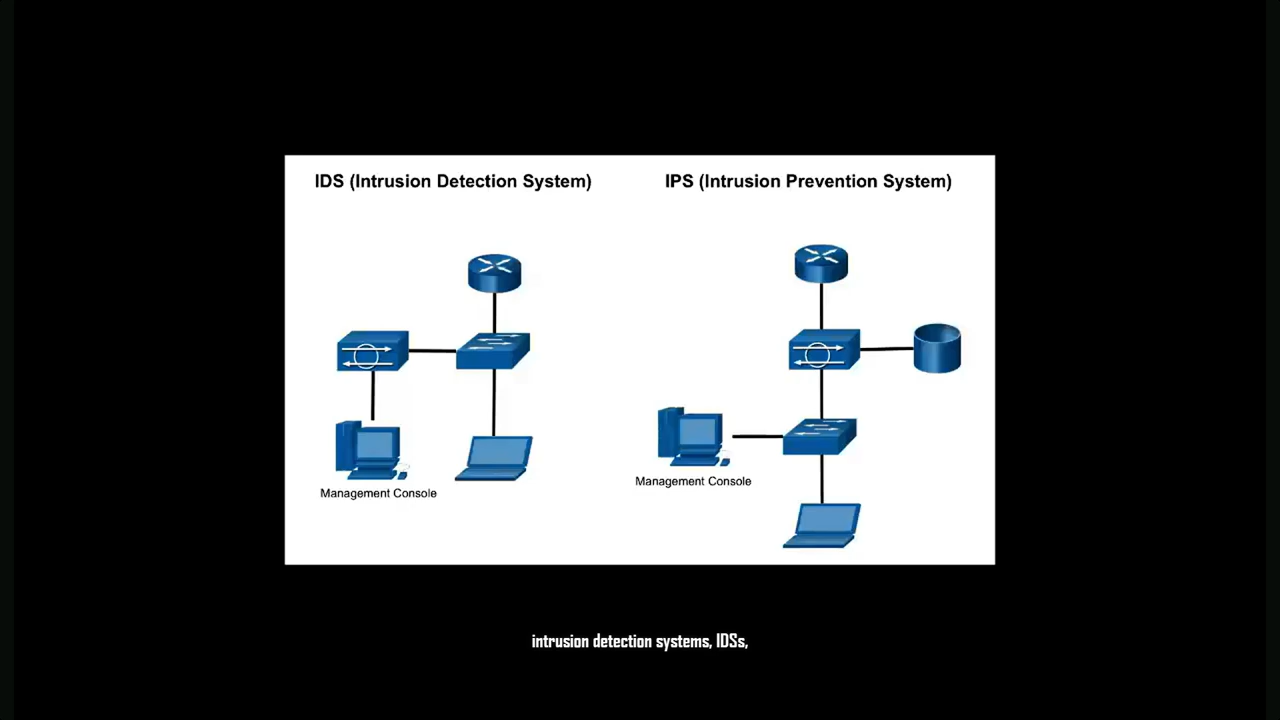 IDS (Intrusion Detection System)
IPS (Intrusion Prevention System)
Management Console
Management Console
intrusion detection systems, IDSs,